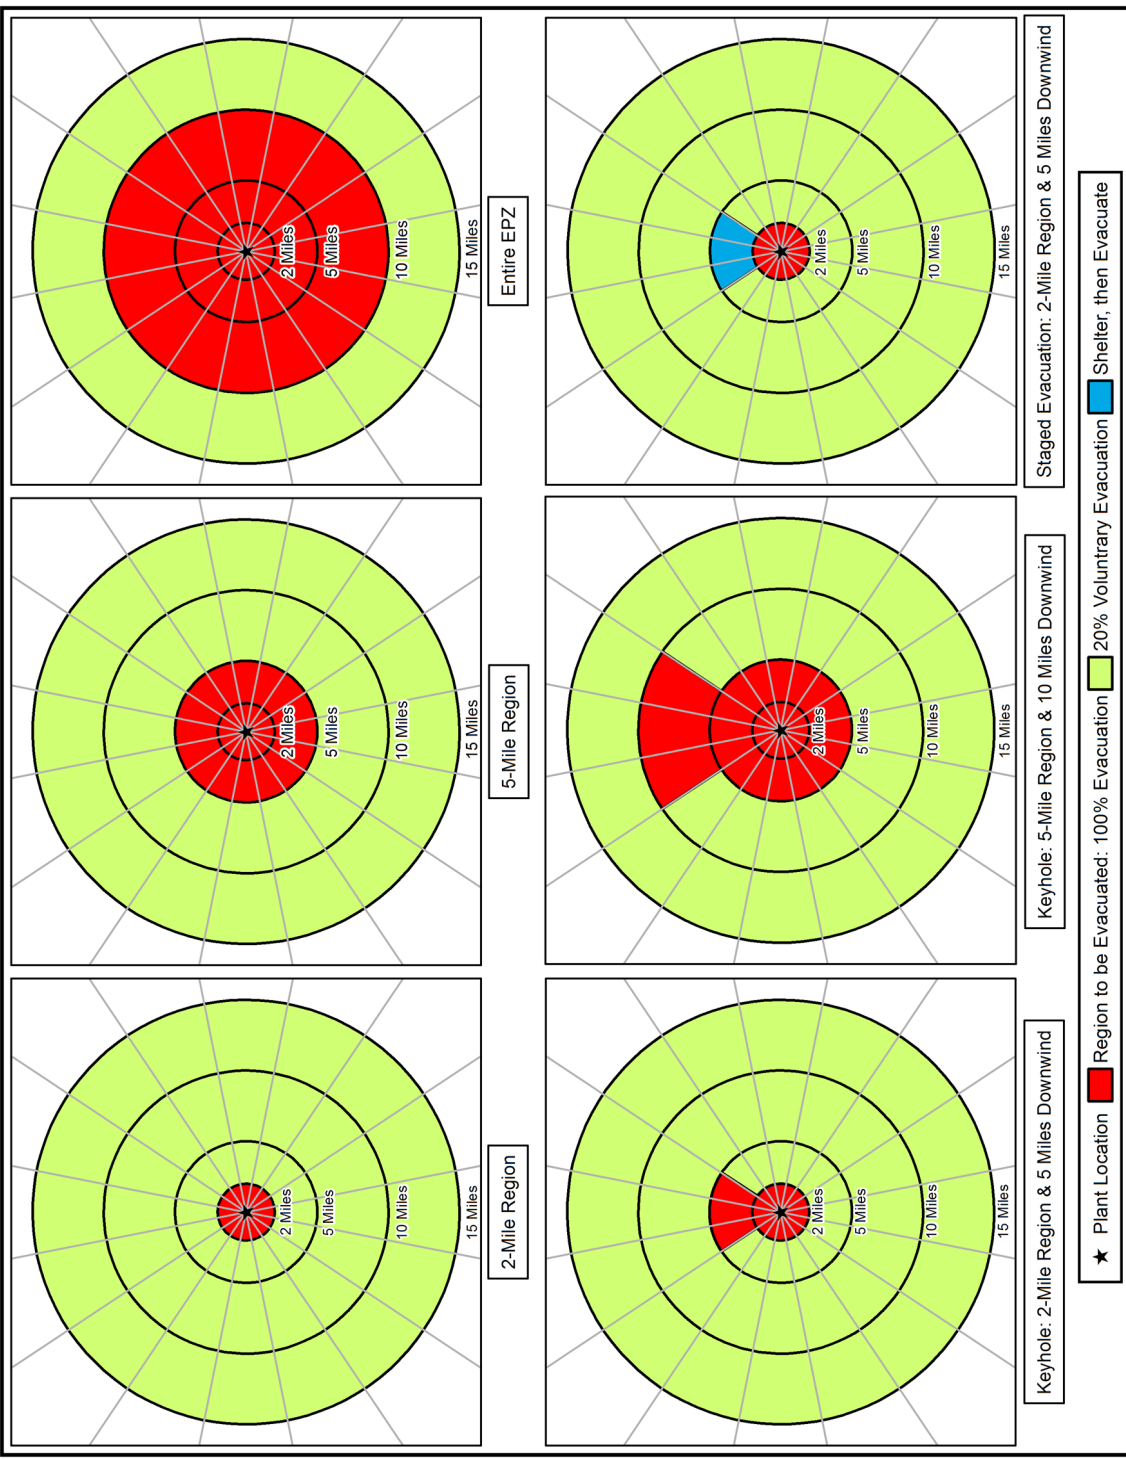 2 Miles
5 Miles
10 Miles
15 Miles
2-Mile Region
2 Miles
5 Miles
10 Miles
15 Miles
5-Mile Region
2 Miles
5 Miles
10 Miles
15 Miles
Entire EPZ
2 Miles
5 Miles
10 Miles
15 Miles
Keyhole: 2-Mile Region & 5 Miles Downwind
2 Miles
5 Miles
10 Miles
15 Miles
Keyhole: 5-Mile Region & 10 Miles Downwind
2 Miles
5 Miles
10 Miles
15 Miles
Staged Evacuation: 2-Mile Region & 5 Miles Downwind
Plant Location Region to be Evacuated: 100% Evacuation 20% Voluntrary Evacuation Shelter, then Evacuate